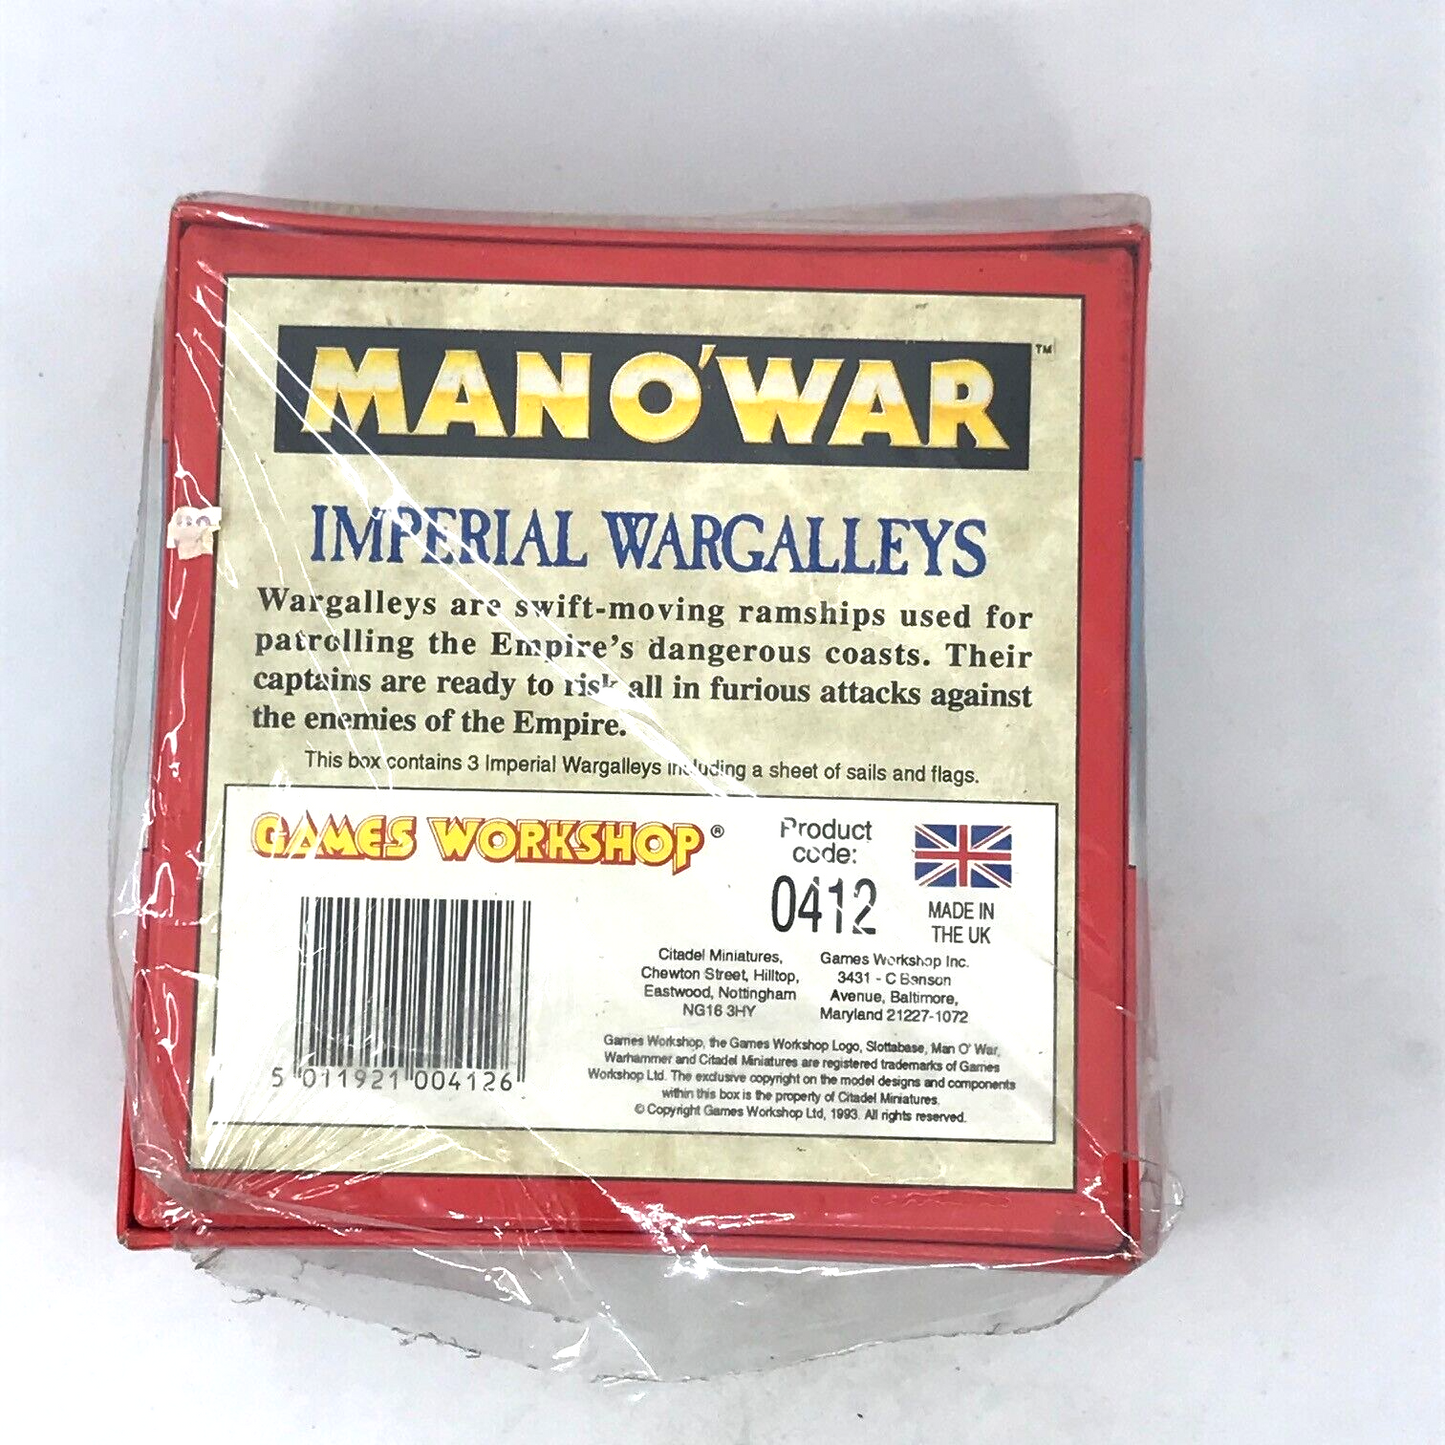 MAN O'WAR™
IMPERIAL WARGALLEYS
Wargalleys are swift-moving ramships used for
patrolling the Empire's dangerous coasts. Their
captains are ready to risk all in furious attacks against
the enemies of the Empire.
This box contains 3 Imperial Wargalleys including a sheet of sails and flags.
GAMES WORKSHOP®
Product
code:
0412
MADE IN
THE UK
Citadel Miniatures,
Chewton Street, Hilltop,
Eastwood, Nottingham
NG16 3HY
Games Workshop Inc.
3431 - C Benson
Avenue, Baltimore,
Maryland 21227-1072
Games Workshop, the Games Workshop Logo, Slottabase, Man O' War,
Warhammer and Citadel Miniatures are registered trademarks of Games
Workshop Ltd. The exclusive copyright on the model designs and components
within this box is the property of Citadel Miniatures.
© Copyright Games Workshop Ltd, 1993. All rights reserved.
5 011921 004126